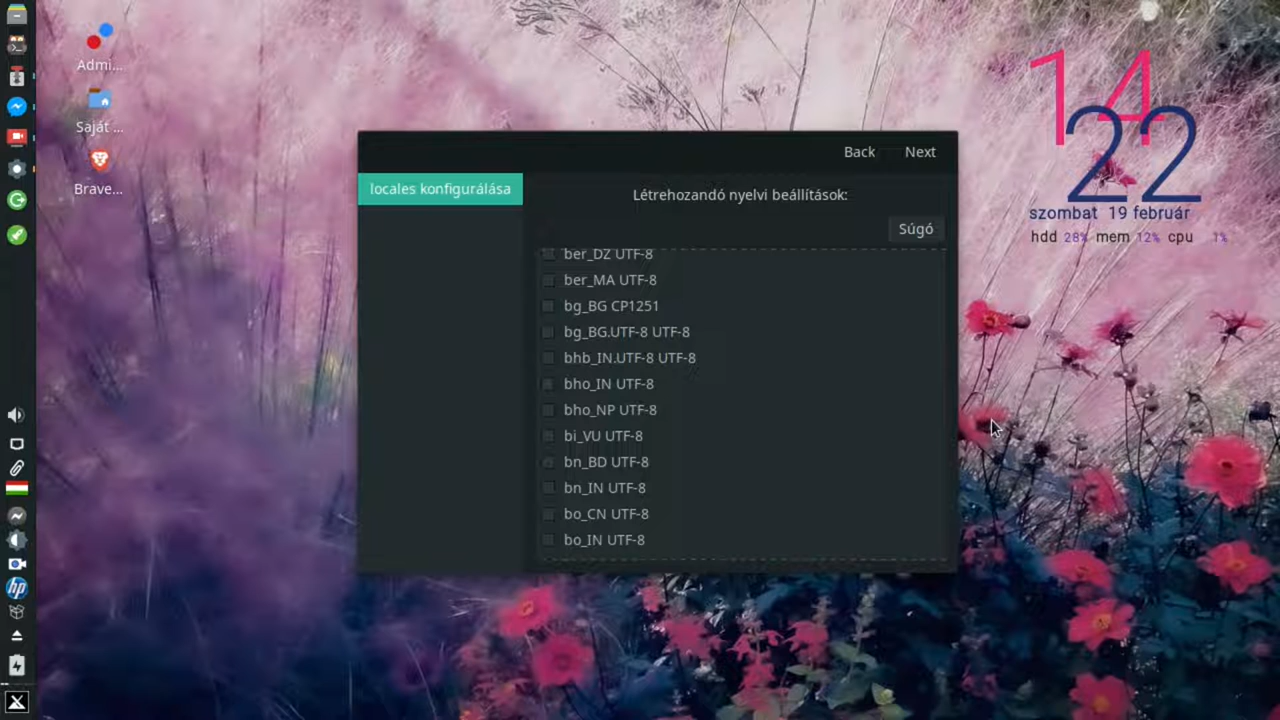 Admi...
Saját ...
Brave...
14
22
szombat 19 február
hdd 28% mem 12% cpu 1%
Back Next
locales konfigurálása
Létrehozandó nyelvi beállítások:
Súgó
ber_DZ UTF-8
ber_MA UTF-8
bg_BG CP1251
bg_BG.UTF-8 UTF-8
bhb_IN.UTF-8 UTF-8
bho_IN UTF-8
bho_NP UTF-8
bi_VU UTF-8
bn_BD UTF-8
bn_IN UTF-8
bo_CN UTF-8
bo_IN UTF-8
hp